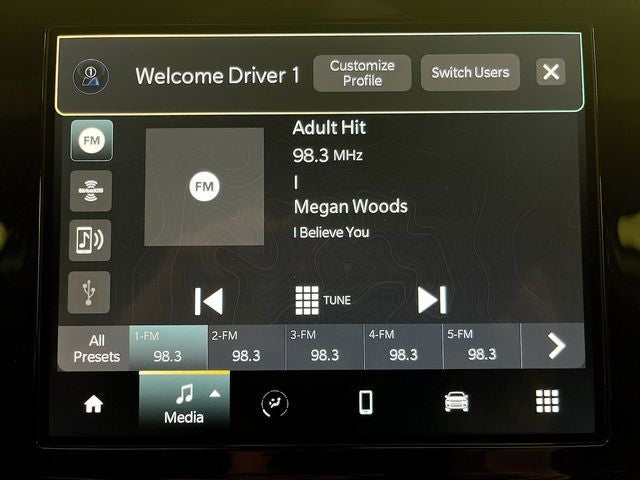 1
Welcome Driver 1
Customize
Profile
Switch Users
FM
FM
Adult Hit
98.3 MHz
I
Megan Woods
I Believe You
TUNE
All
Presets
1-FM
98.3
2-FM
98.3
3-FM
98.3
4-FM
98.3
5-FM
98.3
Media